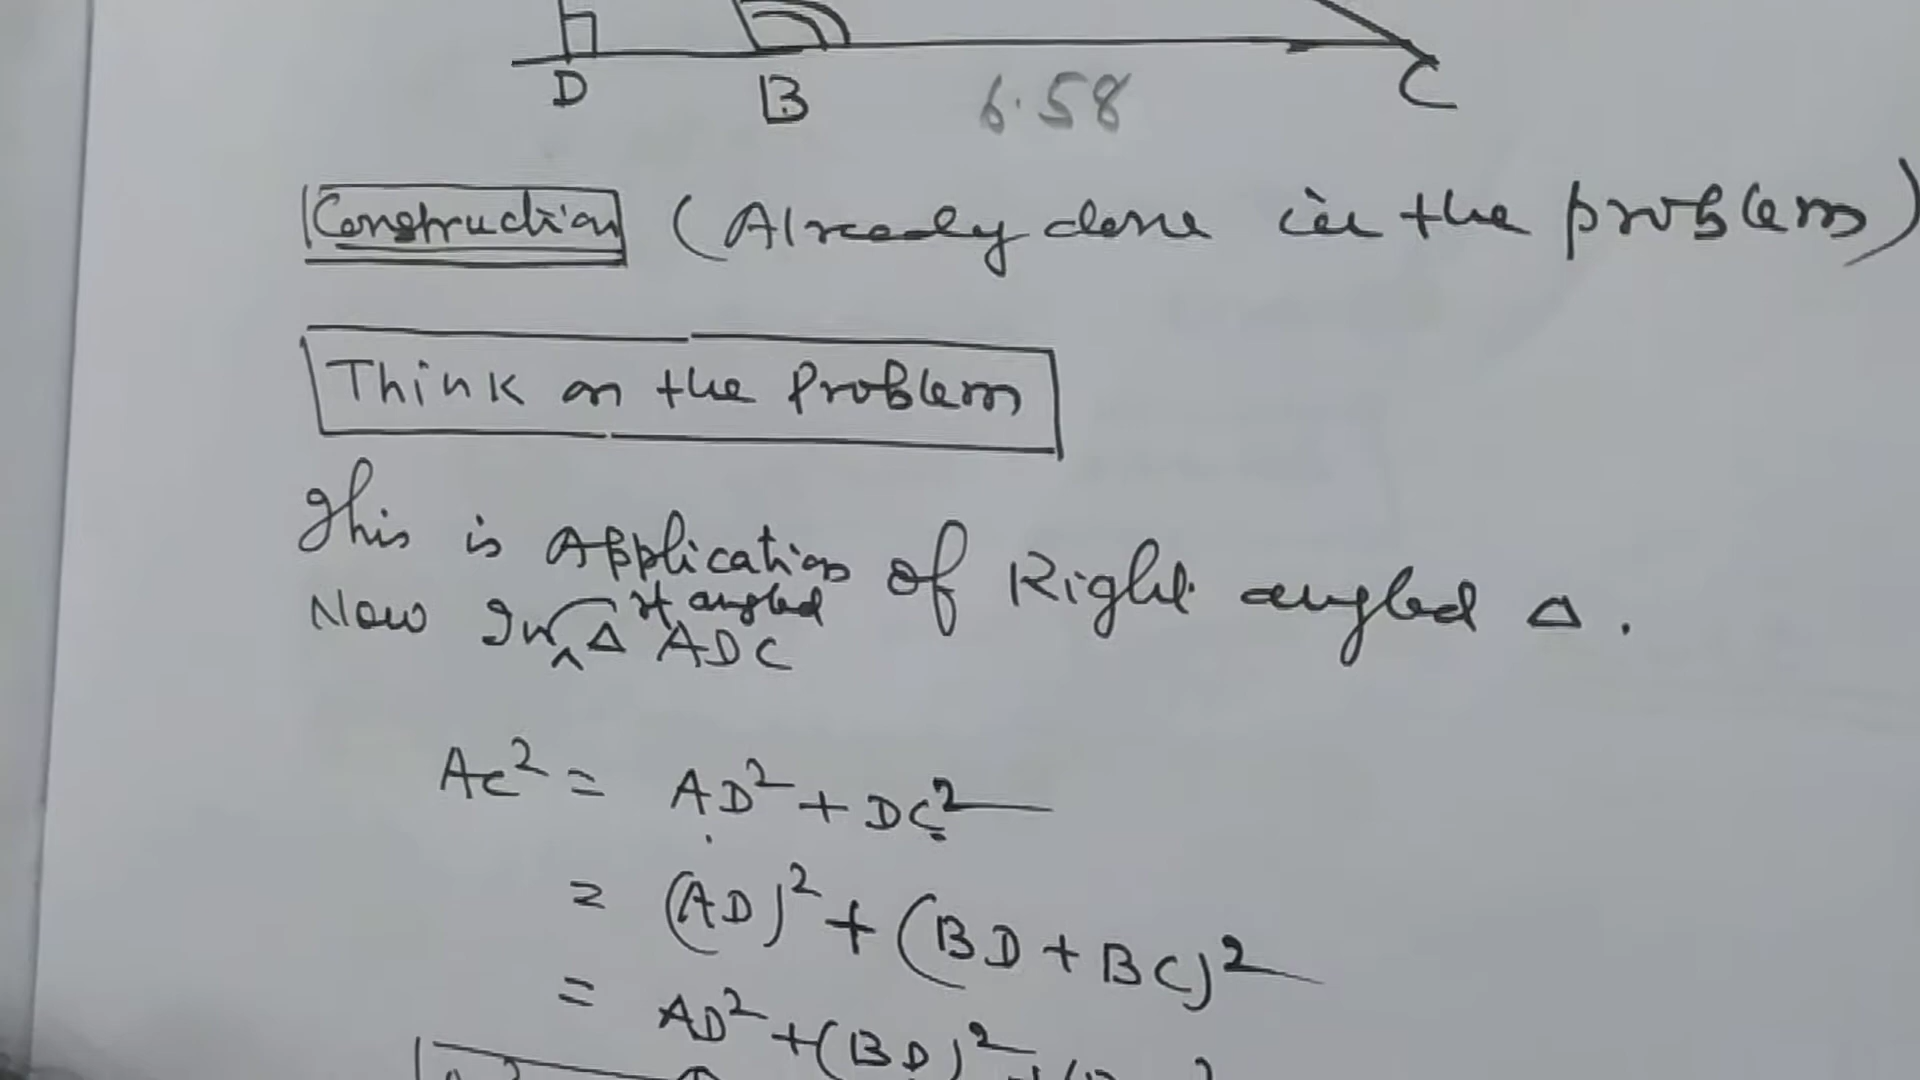 D B 6.58 C
Construction (Already done in the problem)
Think on the Problem
This is Application of Right angled Δ.
rt angled
Now In ^ Δ ADC
AC² = AD² + DC²
= (AD)² + (BD + BC)²
= AD² + (BD)²